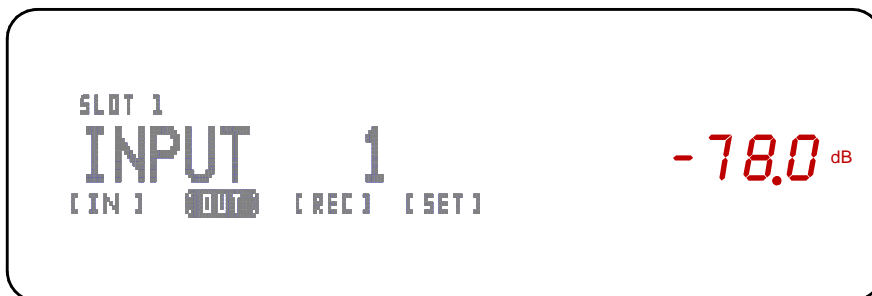 SLOT 1
INPUT 1
-78.0 dB
[IN] [OUT] [REC] [SET]